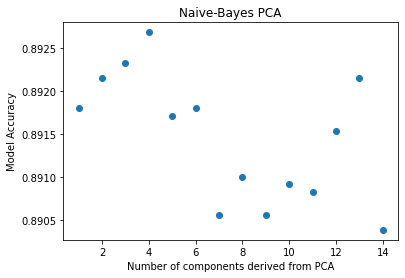 Naive-Bayes PCA
0.8925
0.8920
0.8915
0.8910
0.8905
Model Accuracy
2 4 6 8 10 12 14
Number of components derived from PCA